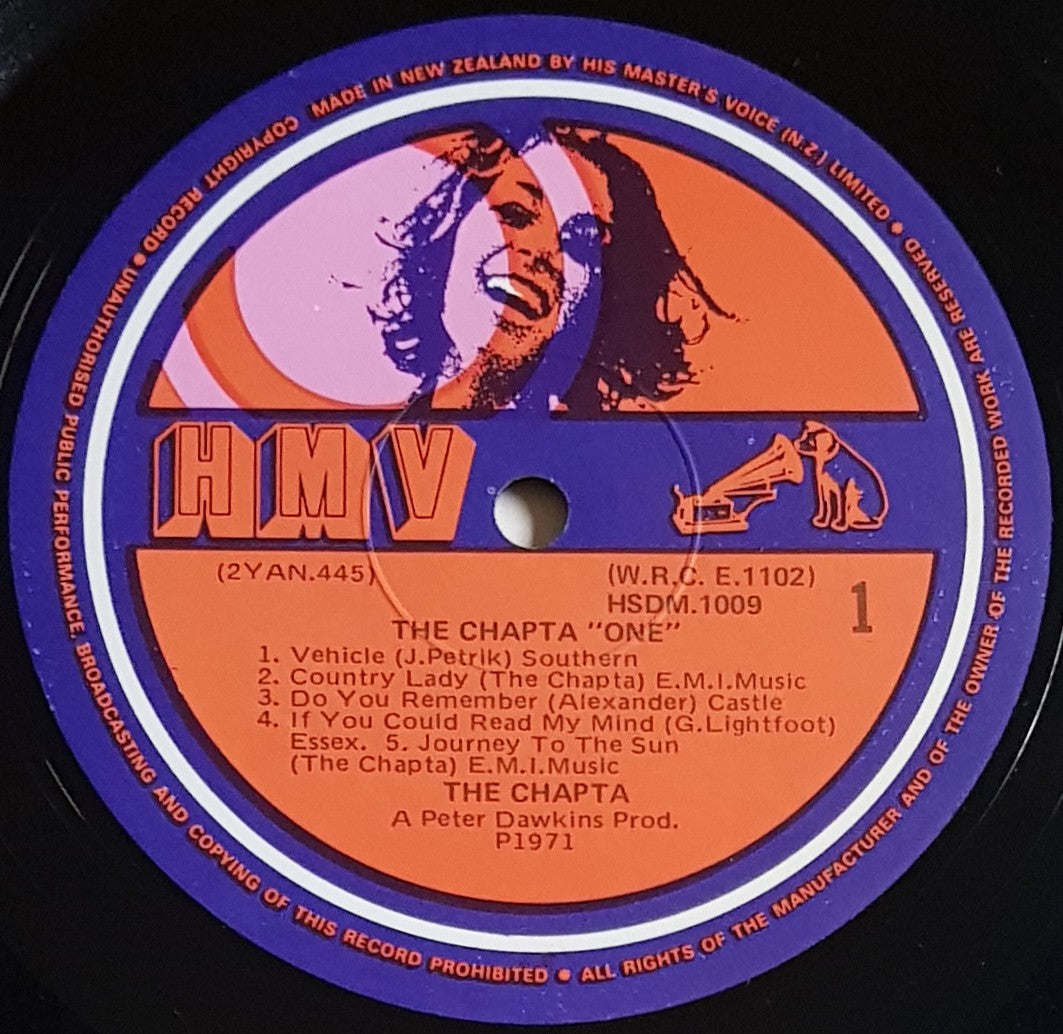 COPYRIGHT RECORD • MADE IN NEW ZEALAND BY HIS MASTER'S VOICE (N.Z.) LIMITED • ALL RIGHTS OF THE MANUFACTURER AND OF THE OWNER OF THE RECORDED WORK ARE RESERVED • UNAUTHORISED PUBLIC PERFORMANCE, BROADCASTING AND COPYING OF THIS RECORD PROHIBITED •
HMV
(2YAN.445) (W.R.C. E.1102)
HSDM.1009 1
THE CHAPTA "ONE"
1. Vehicle (J.Petrik) Southern
2. Country Lady (The Chapta) E.M.I.Music
3. Do You Remember (Alexander) Castle
4. If You Could Read My Mind (G.Lightfoot)
Essex. 5. Journey To The Sun
(The Chapta) E.M.I.Music
THE CHAPTA
A Peter Dawkins Prod.
P1971